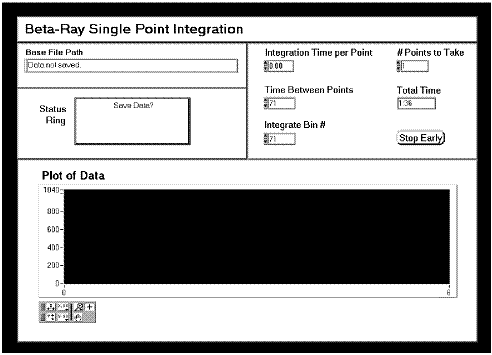 Beta-Ray Single Point Integration
Base File Path
Data not saved.
Status Ring
Save Data?
Integration Time per Point
0.00
# Points to Take
1
Time Between Points
71
Total Time
1:36
Integrate Bin #
71
Stop Early
Plot of Data
1040
800
600
400
200
0
0
6